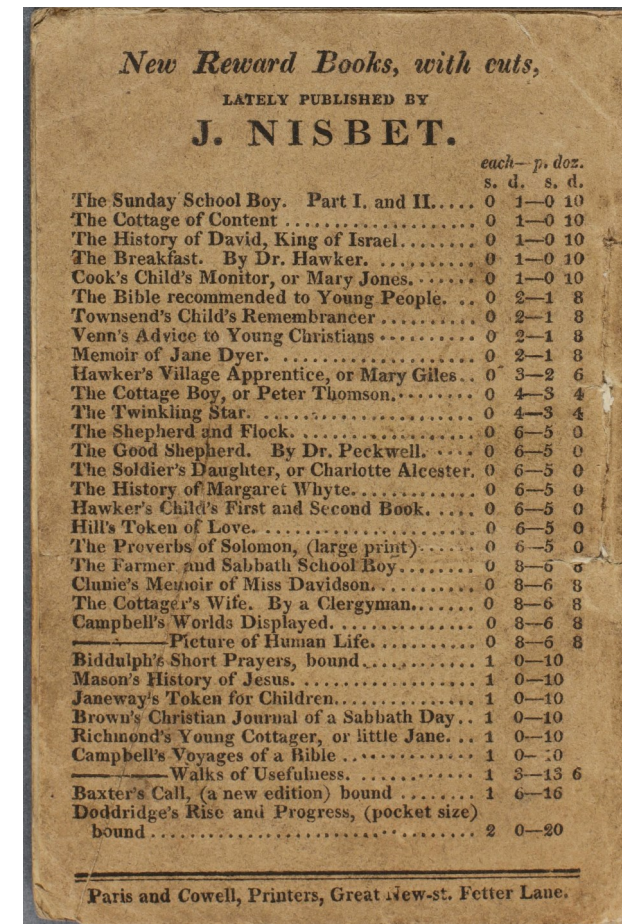 New Reward Books, with cuts,
LATELY PUBLISHED BY
J. NISBET.
each—p. doz.
s. d. s. d.
The Sunday School Boy. Part I. and II..... 0 1—0 10
The Cottage of Content .................... 0 1—0 10
The History of David, King of Israel........ 0 1—0 10
The Breakfast. By Dr. Hawker. .......... 0 1—0 10
Cook's Child's Monitor, or Mary Jones....... 0 1—0 10
The Bible recommended to Young People. .. 0 2—1 8
Townsend's Child's Remembrancer .......... 0 2—1 8
Venn's Advice to Young Christians .......... 0 2—1 8
Memoir of Jane Dyer. .................... 0 2—1 8
Hawker's Village Apprentice, or Mary Giles.. 0 3—2 6
The Cottage Boy, or Peter Thomson......... 0 4—3 4
The Twinkling Star. ...................... 0 4—3 4
The Shepherd and Flock. .................. 0 6—5 0
The Good Shepherd. By Dr. Peckwell. .... 0 6—5 0
The Soldier's Daughter, or Charlotte Alcester. 0 6—5 0
The History of Margaret Whyte............. 0 6—5 0
Hawker's Child's First and Second Book. ..... 0 6—5 0
Hill's Token of Love. ...................... 0 6—5 0
The Proverbs of Solomon, (large print)...... 0 6—5 0
The Farmer and Sabbath School Boy........ 0 8—6 8
Clunie's Memoir of Miss Davidson........... 0 8—6 8
The Cottager's Wife. By a Clergyman....... 0 8—6 8
Campbell's Worlds Displayed. .............. 0 8—6 8
———Picture of Human Life........... 0 8—6 8
Biddulph's Short Prayers, bound............ 1 0—10
Mason's History of Jesus. .................. 1 0—10
Janeway's Token for Children............... 1 0—10
Brown's Christian Journal of a Sabbath Day.. 1 0—10
Richmond's Young Cottager, or little Jane. .. 1 0—10
Campbell's Voyages of a Bible .............. 1 0—10
———Walks of Usefulness. ............ 1 3—13 6
Baxter's Call, (a new edition) bound ........ 1 6—16
Doddridge's Rise and Progress, (pocket size)
bound .................................. 2 0—20
Paris and Cowell, Printers, Great New-st. Fetter Lane.